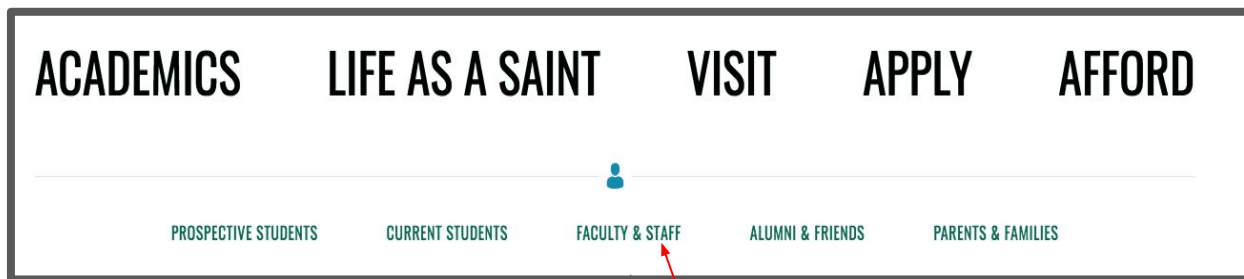 ACADEMICS LIFE AS A SAINT VISIT APPLY AFFORD
PROSPECTIVE STUDENTS CURRENT STUDENTS FACULTY & STAFF ALUMNI & FRIENDS PARENTS & FAMILIES